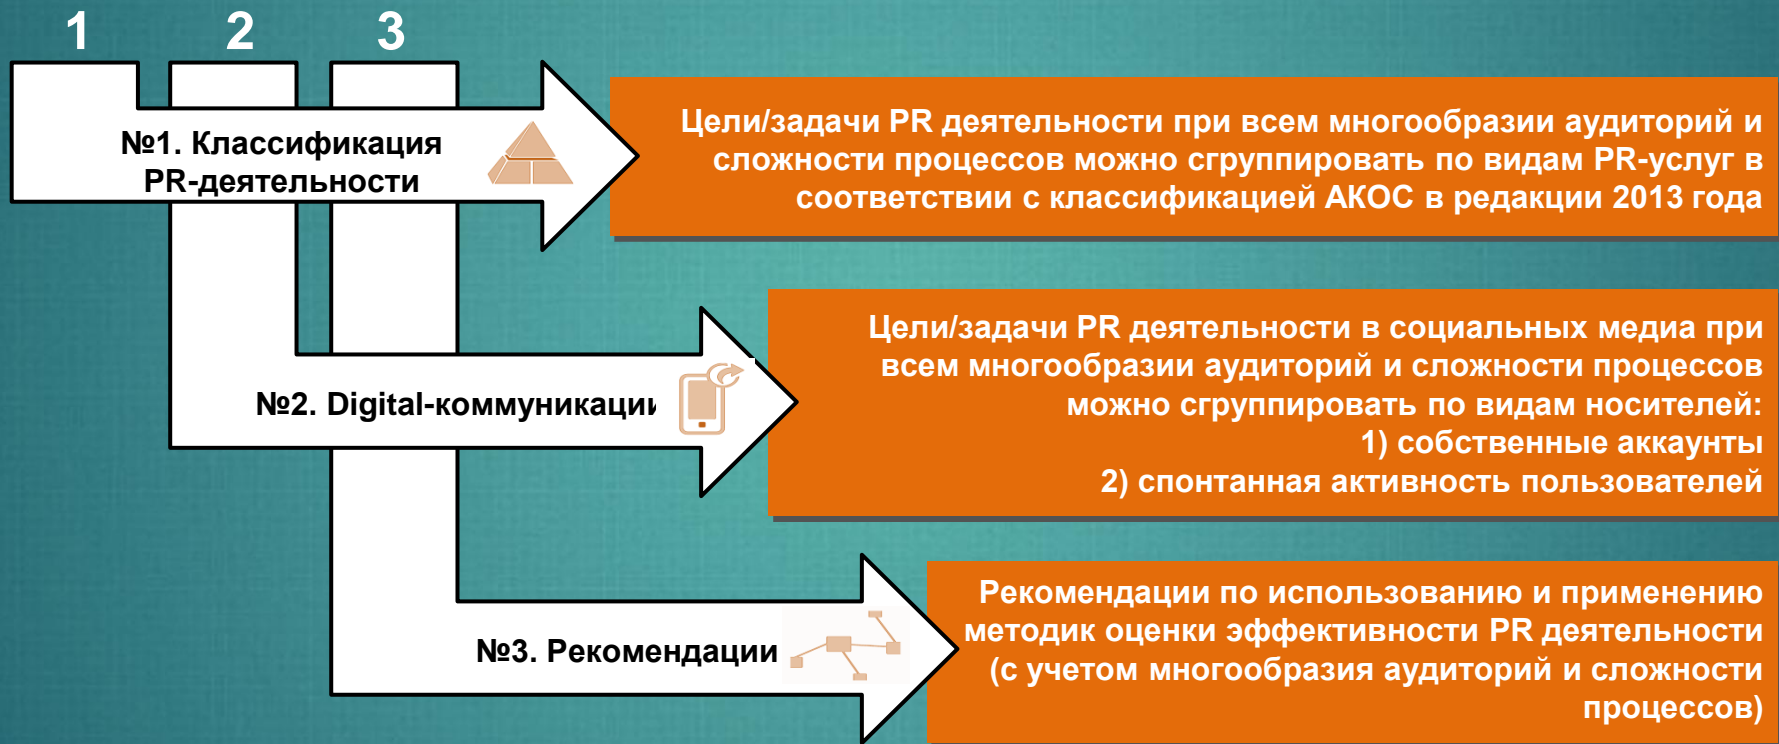 1 2 3
№1. Классификация
PR-деятельности
Цели/задачи PR деятельности при всем многообразии аудиторий и
сложности процессов можно сгруппировать по видам PR-услуг в
соответствии с классификацией АКОС в редакции 2013 года
№2. Digital-коммуникации
Цели/задачи PR деятельности в социальных медиа при
всем многообразии аудиторий и сложности процессов
можно сгруппировать по видам носителей:
1) собственные аккаунты
2) спонтанная активность пользователей
№3. Рекомендации
Рекомендации по использованию и применению
методик оценки эффективности PR деятельности
(с учетом многообразия аудиторий и сложности
процессов)